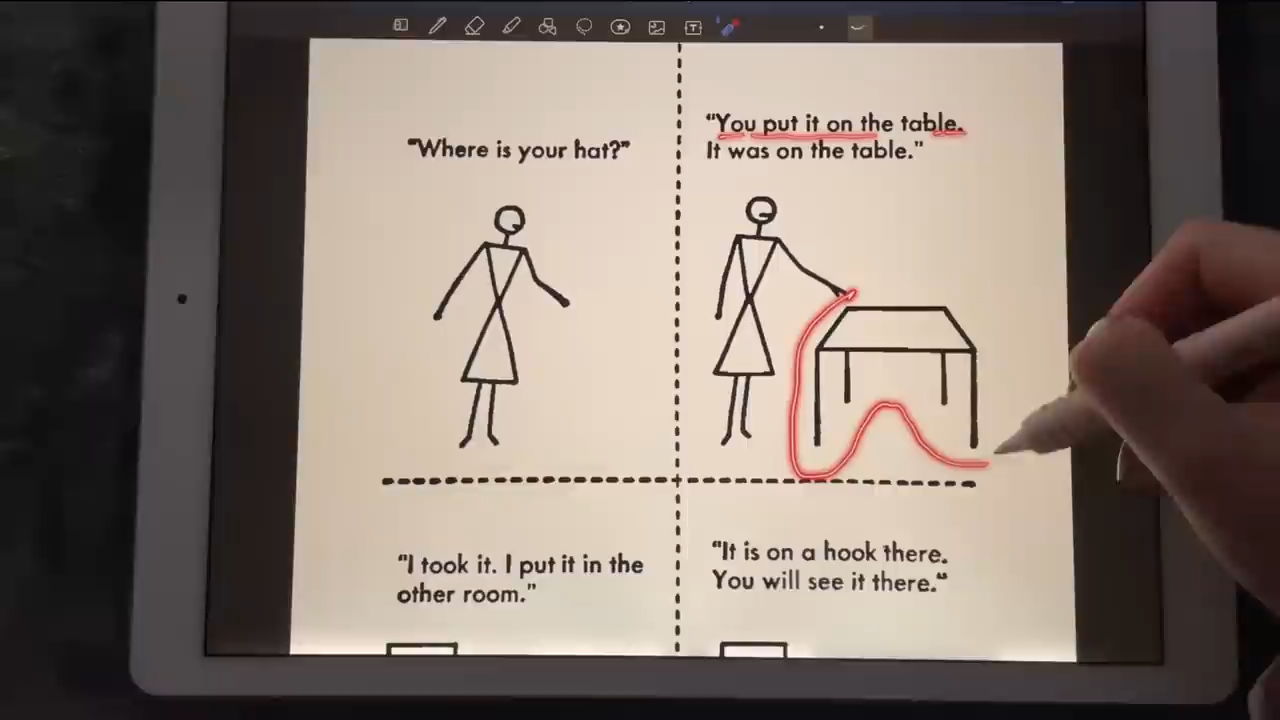 "Where is your hat?"
"You put it on the table.
It was on the table."
"I took it. I put it in the
other room."
"It is on a hook there.
You will see it there."